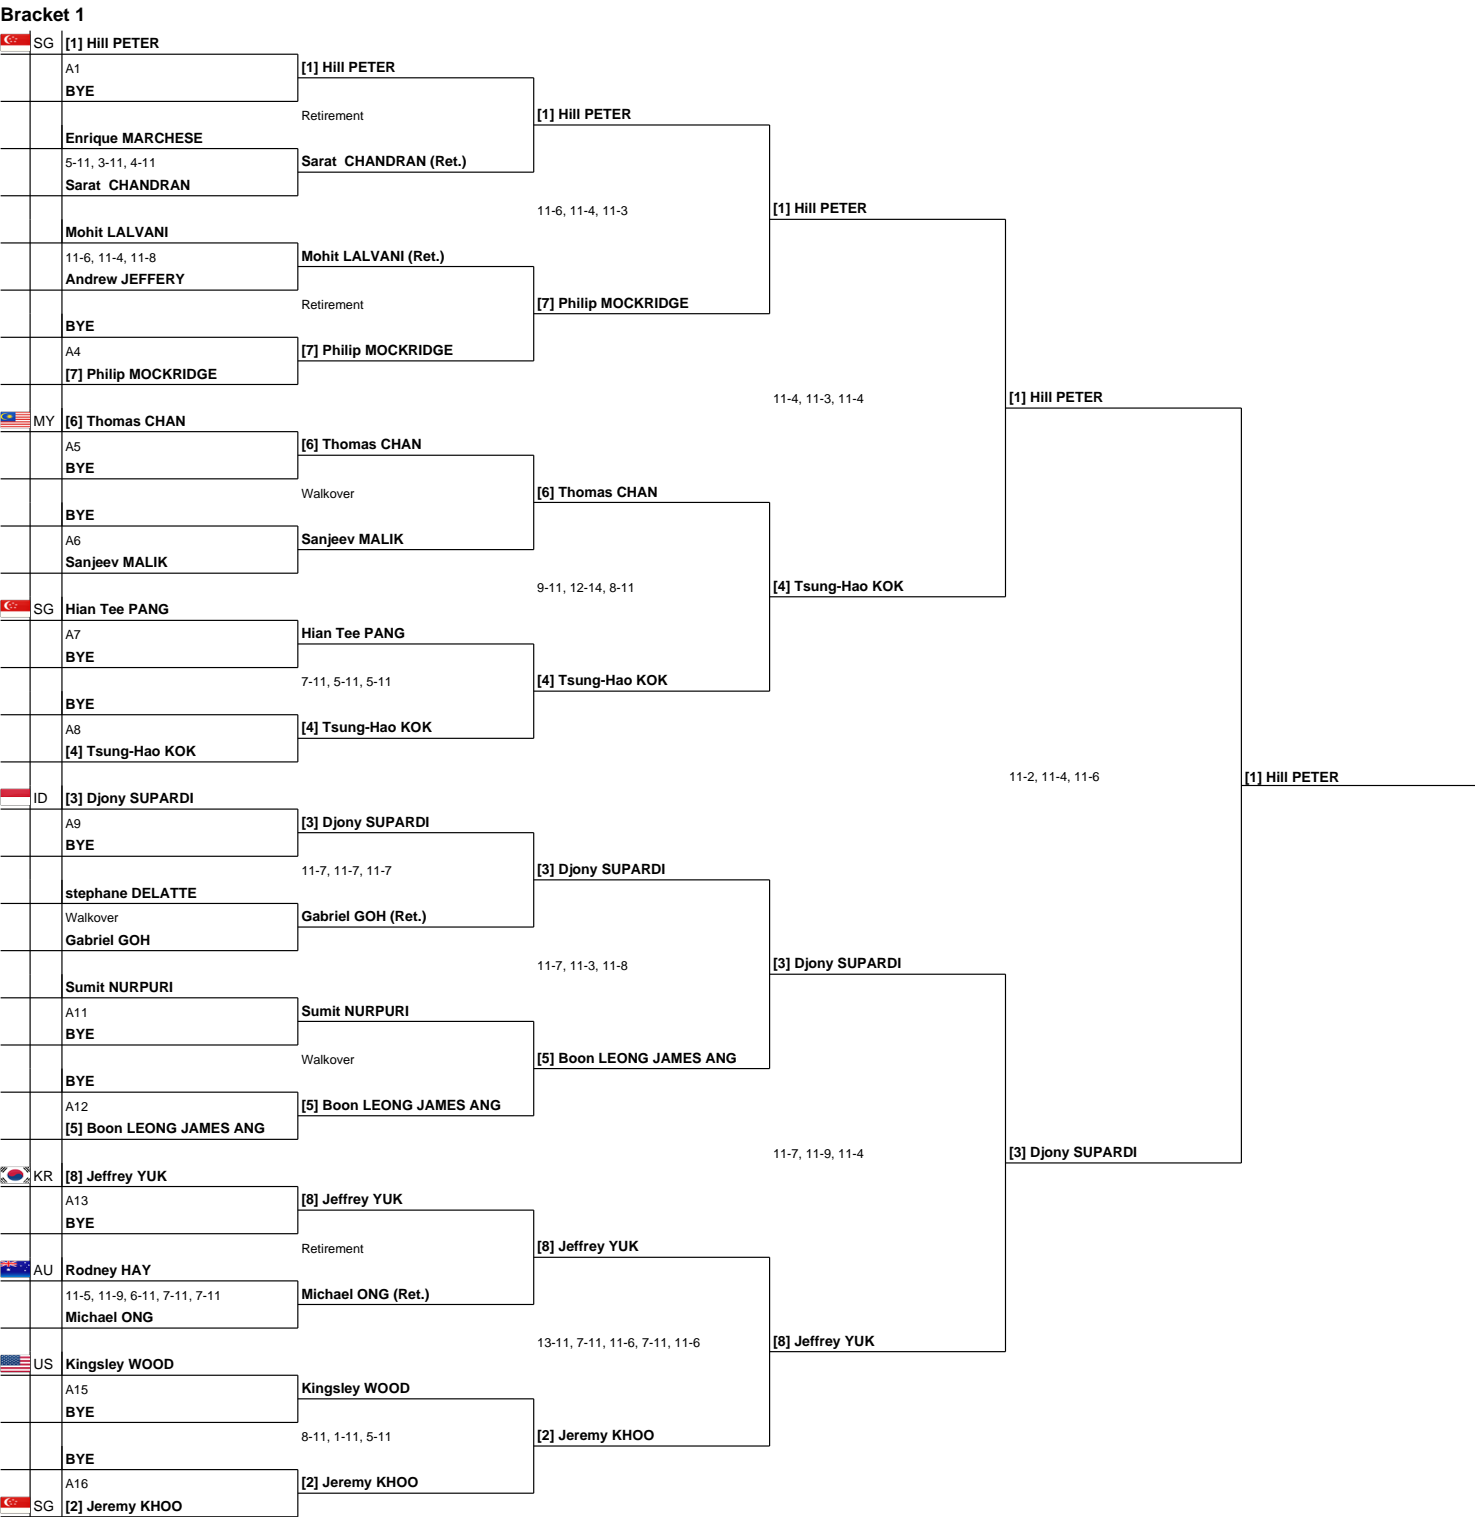 Bracket 1
SG [1] Hill PETER
A1
[1] Hill PETER
BYE
Retirement
[1] Hill PETER
Enrique MARCHESE
5-11, 3-11, 4-11
Sarat  CHANDRAN (Ret.)
Sarat  CHANDRAN
11-6, 11-4, 11-3
[1] Hill PETER
Mohit LALVANI
11-6, 11-4, 11-8
Mohit LALVANI (Ret.)
Andrew JEFFERY
Retirement
[7] Philip MOCKRIDGE
BYE
A4
[7] Philip MOCKRIDGE
[7] Philip MOCKRIDGE
11-4, 11-3, 11-4
[1] Hill PETER
MY [6] Thomas CHAN
A5
[6] Thomas CHAN
BYE
Walkover
[6] Thomas CHAN
BYE
A6
Sanjeev MALIK
Sanjeev MALIK
9-11, 12-14, 8-11
[4] Tsung-Hao KOK
SG Hian Tee PANG
A7
Hian Tee PANG
BYE
7-11, 5-11, 5-11
[4] Tsung-Hao KOK
BYE
A8
[4] Tsung-Hao KOK
[4] Tsung-Hao KOK
11-2, 11-4, 11-6
[1] Hill PETER
ID [3] Djony SUPARDI
A9
[3] Djony SUPARDI
BYE
11-7, 11-7, 11-7
[3] Djony SUPARDI
stephane DELATTE
Walkover
Gabriel GOH (Ret.)
Gabriel GOH
11-7, 11-3, 11-8
[3] Djony SUPARDI
Sumit NURPURI
A11
Sumit NURPURI
BYE
Walkover
[5] Boon LEONG JAMES ANG
BYE
A12
[5] Boon LEONG JAMES ANG
[5] Boon LEONG JAMES ANG
11-7, 11-9, 11-4
[3] Djony SUPARDI
KR [8] Jeffrey YUK
A13
[8] Jeffrey YUK
BYE
Retirement
[8] Jeffrey YUK
AU Rodney HAY
11-5, 11-9, 6-11, 7-11, 7-11
Michael ONG (Ret.)
Michael ONG
13-11, 7-11, 11-6, 7-11, 11-6
[8] Jeffrey YUK
US Kingsley WOOD
A15
Kingsley WOOD
BYE
8-11, 1-11, 5-11
[2] Jeremy KHOO
BYE
A16
[2] Jeremy KHOO
SG [2] Jeremy KHOO